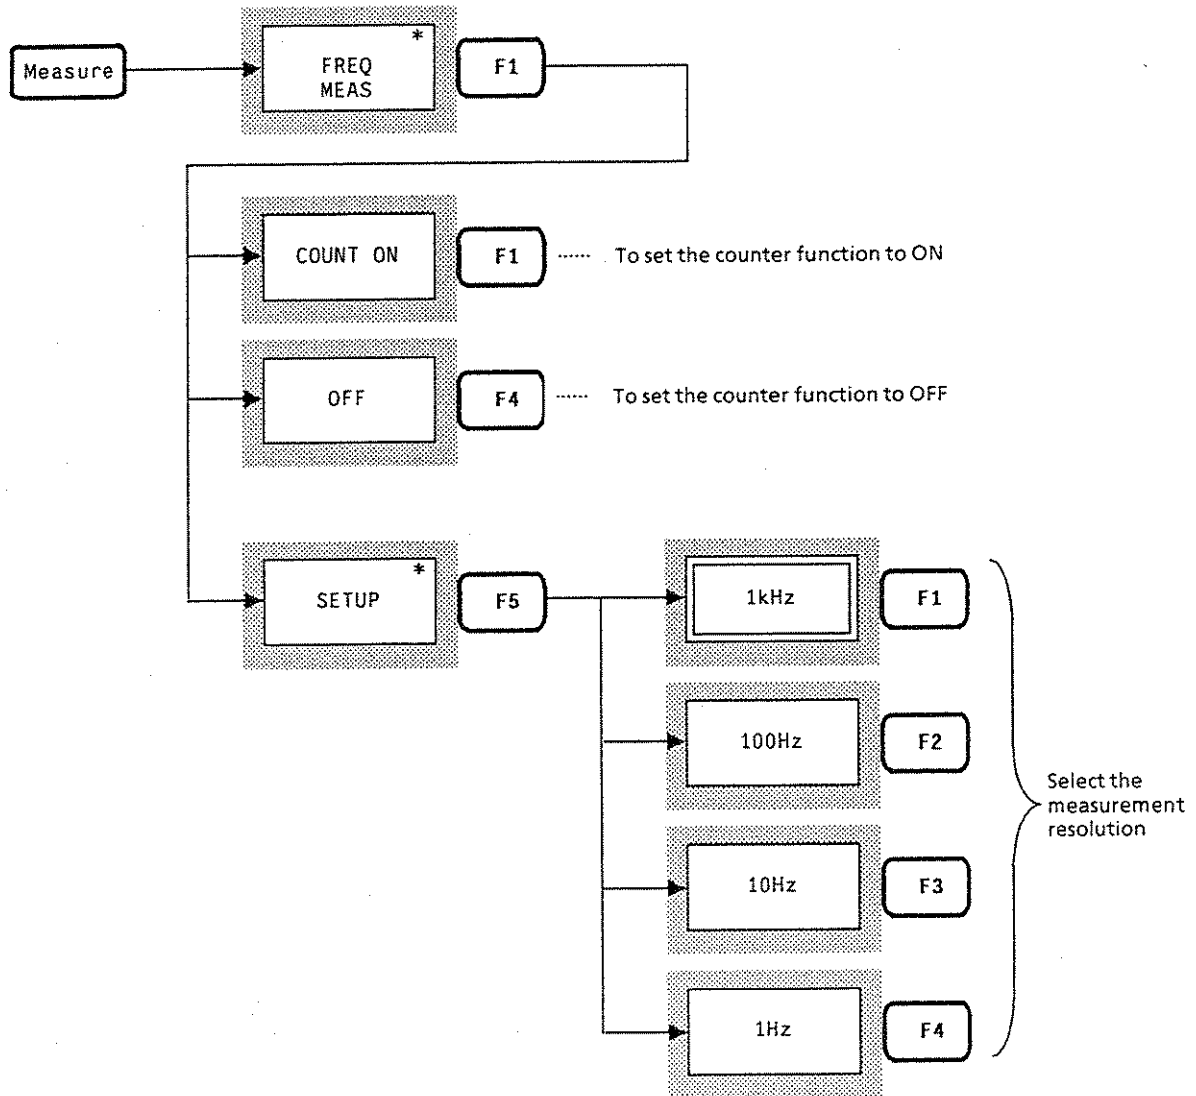 Measure
*
FREQ
MEAS
F1
COUNT ON
F1
...... To set the counter function to ON
OFF
F4
...... To set the counter function to OFF
*
SETUP
F5
1kHz
F1
100Hz
F2
10Hz
F3
1Hz
F4
Select the
measurement
resolution